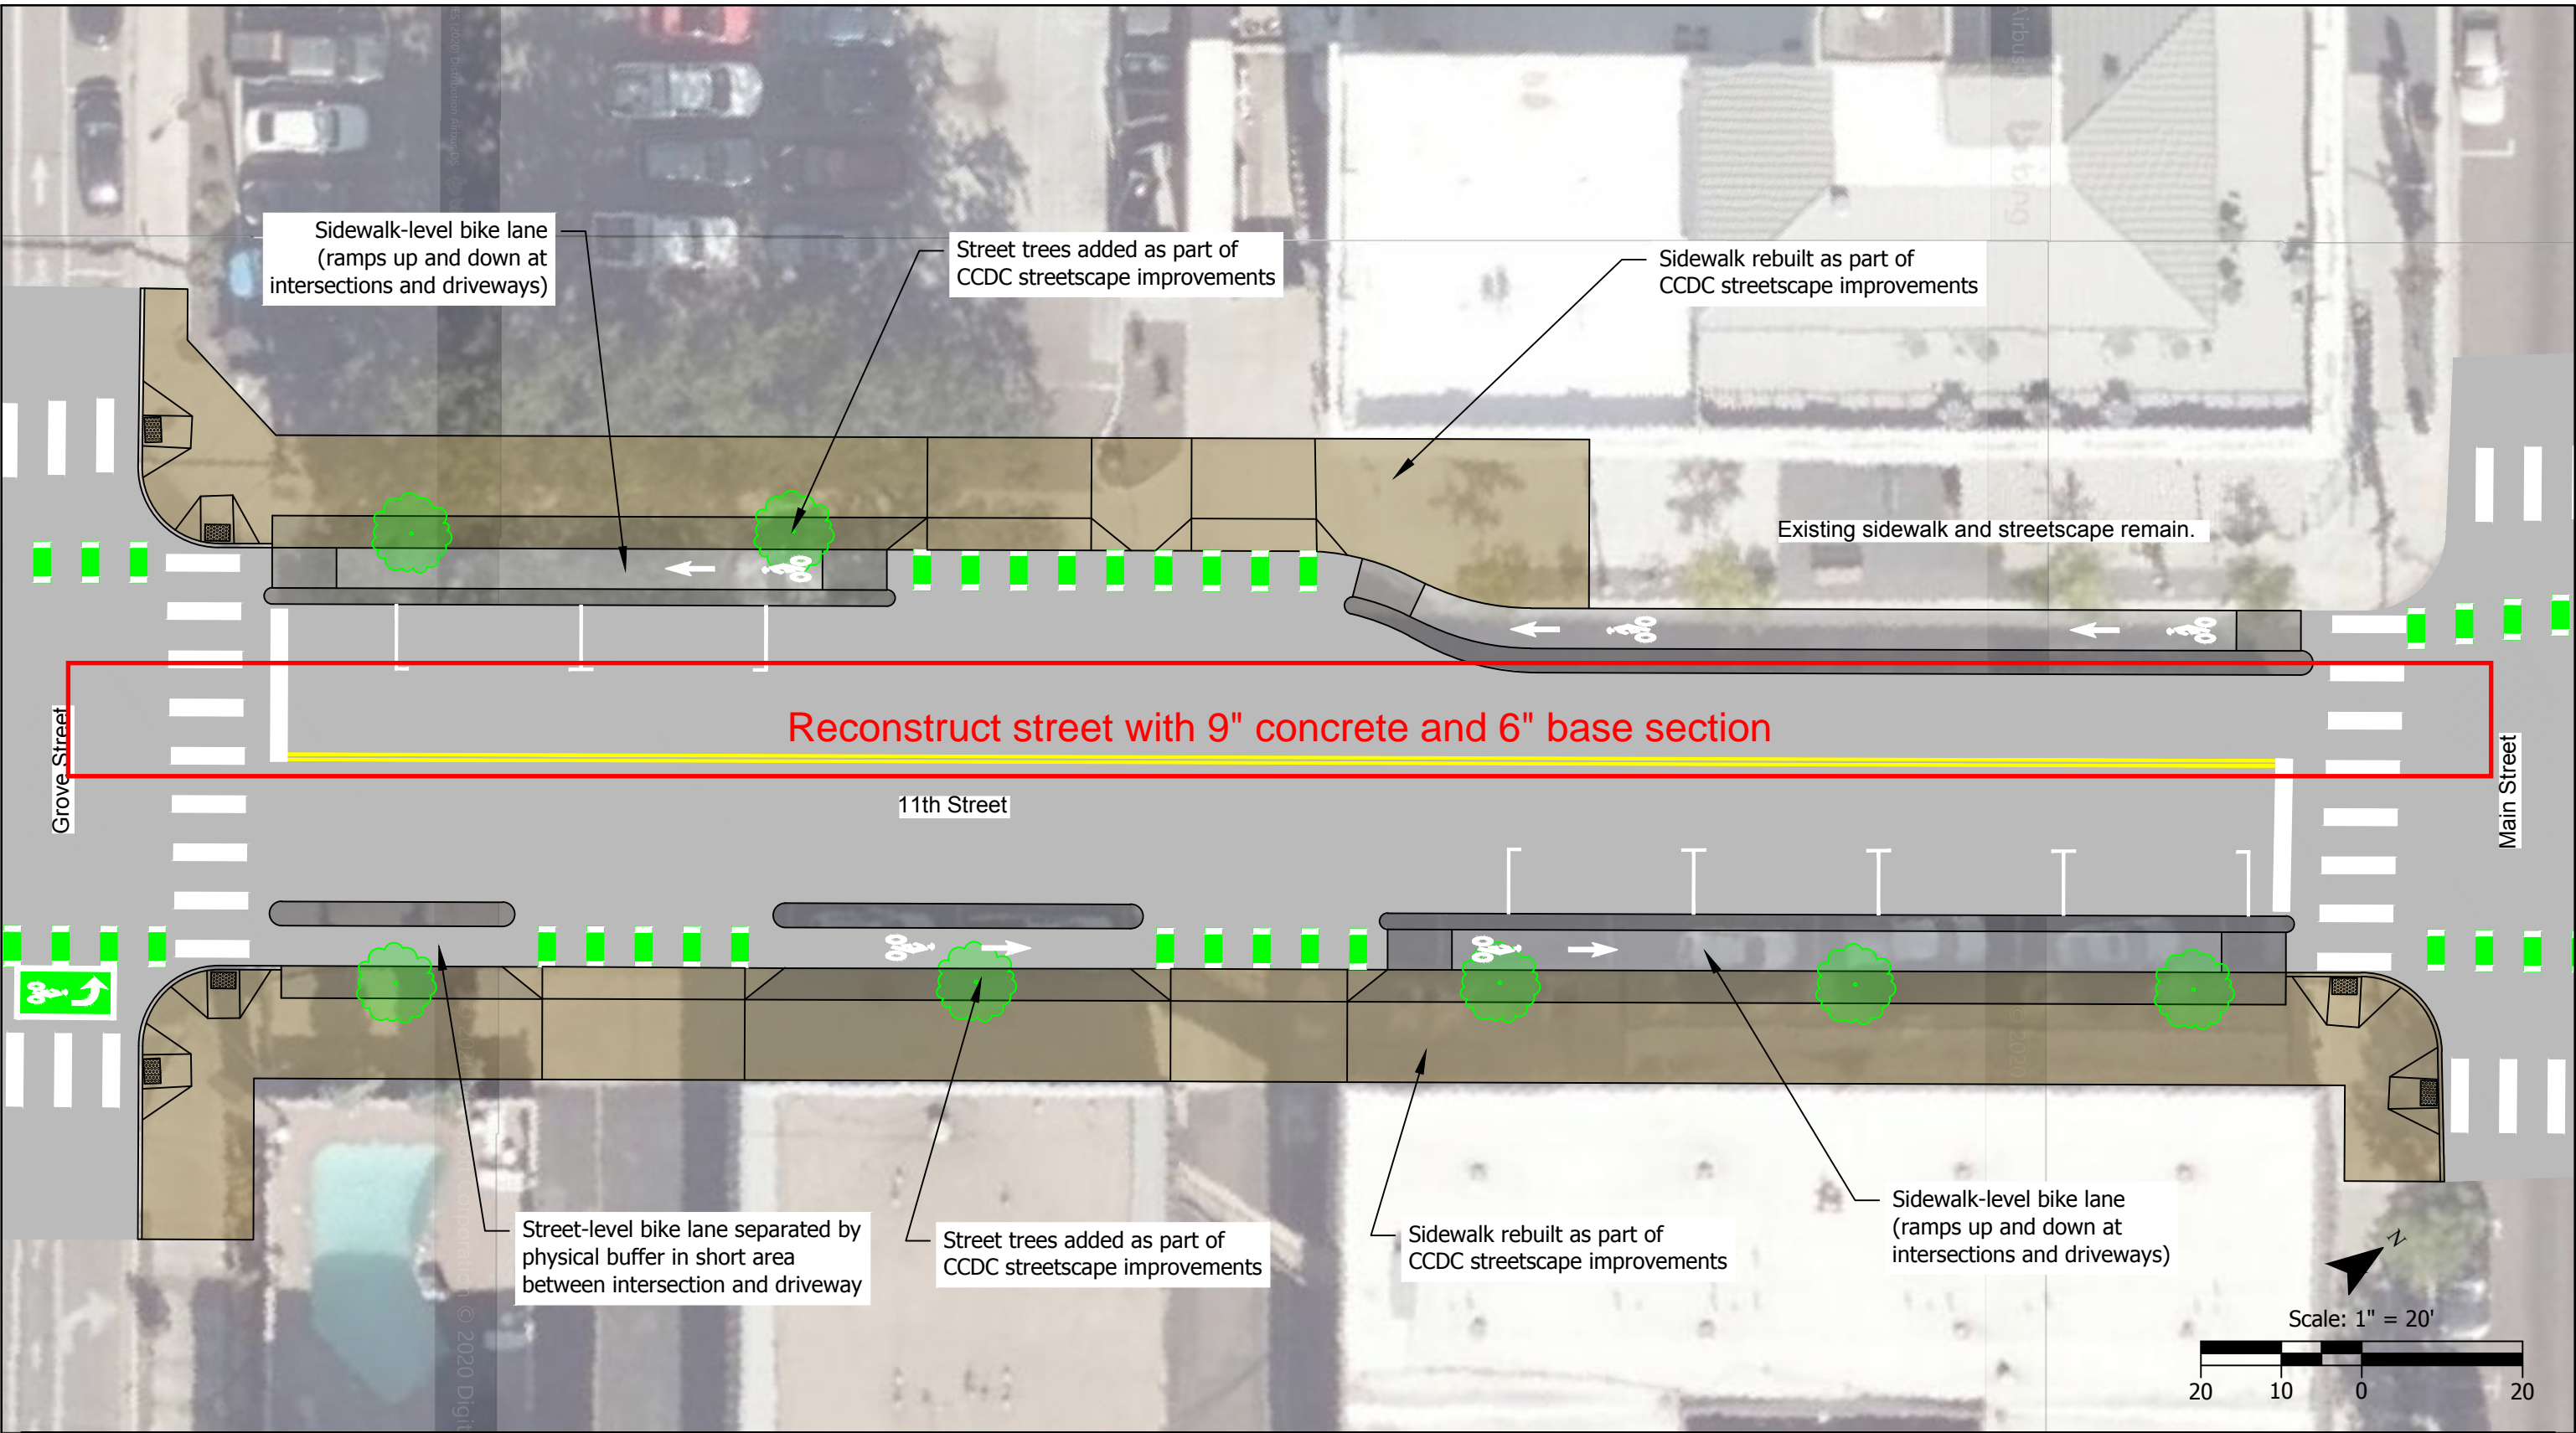 Sidewalk-level bike lane
(ramps up and down at
intersections and driveways)
Street trees added as part of
CCDC streetscape improvements
Sidewalk rebuilt as part of
CCDC streetscape improvements
Existing sidewalk and streetscape remain.
Reconstruct street with 9" concrete and 6" base section
Grove Street
11th Street
Main Street
Street-level bike lane separated by
physical buffer in short area
between intersection and driveway
Street trees added as part of
CCDC streetscape improvements
Sidewalk rebuilt as part of
CCDC streetscape improvements
Sidewalk-level bike lane
(ramps up and down at
intersections and driveways)
N
Scale: 1" = 20'
20 10 0 20
© 2020 Digit